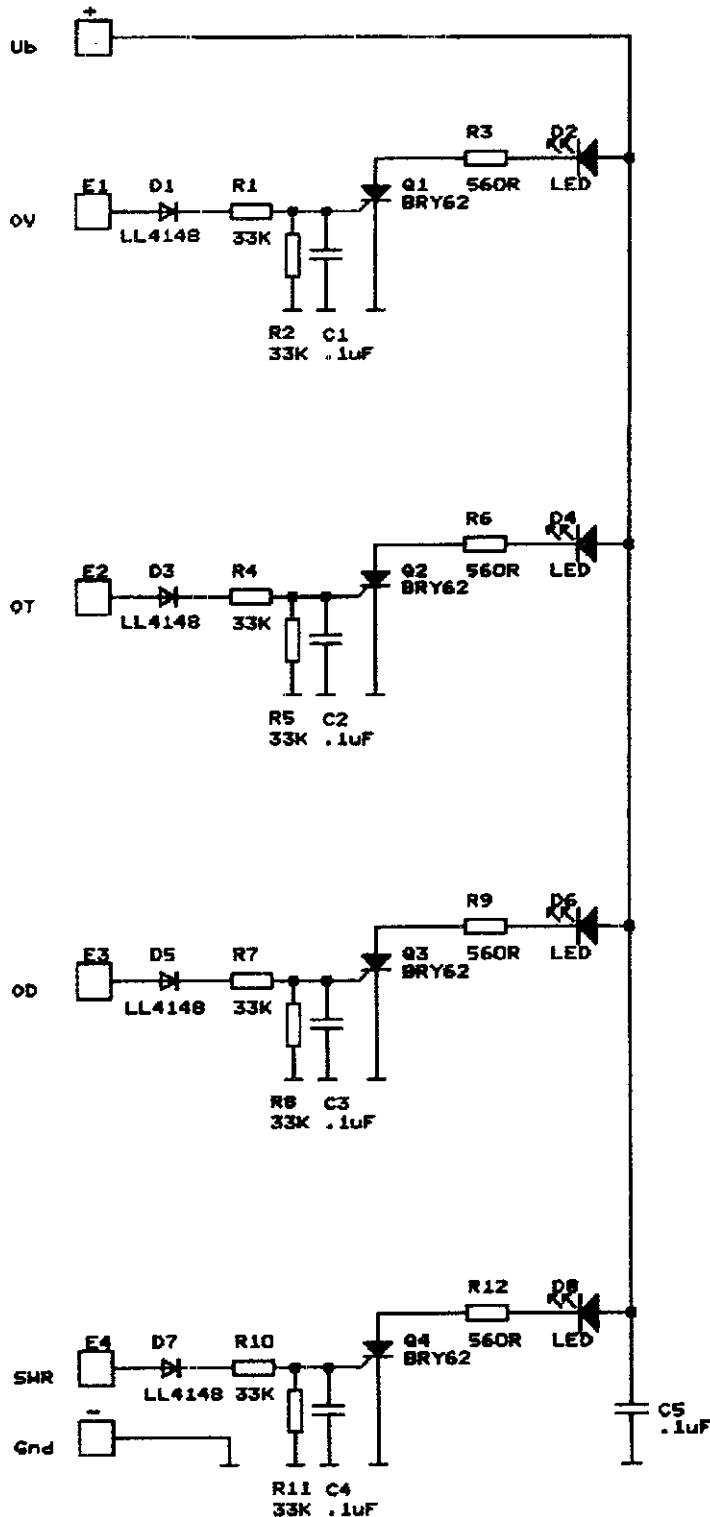 +
Ub
R3
D2
E1
D1
R1
Q1
BRY62
560R
LED
OV
LL4148
33K
R2
33K
C1
.1uF
R6
D4
E2
D3
R4
Q2
BRY62
560R
LED
OT
LL4148
33K
R5
33K
C2
.1uF
R9
D6
E3
D5
R7
Q3
BRY62
560R
LED
OD
LL4148
33K
R8
33K
C3
.1uF
R12
D8
E4
D7
R10
Q4
BRY62
560R
LED
SWR
LL4148
33K
-
Gnd
C5
.1uF
R11
33K
C4
.1uF